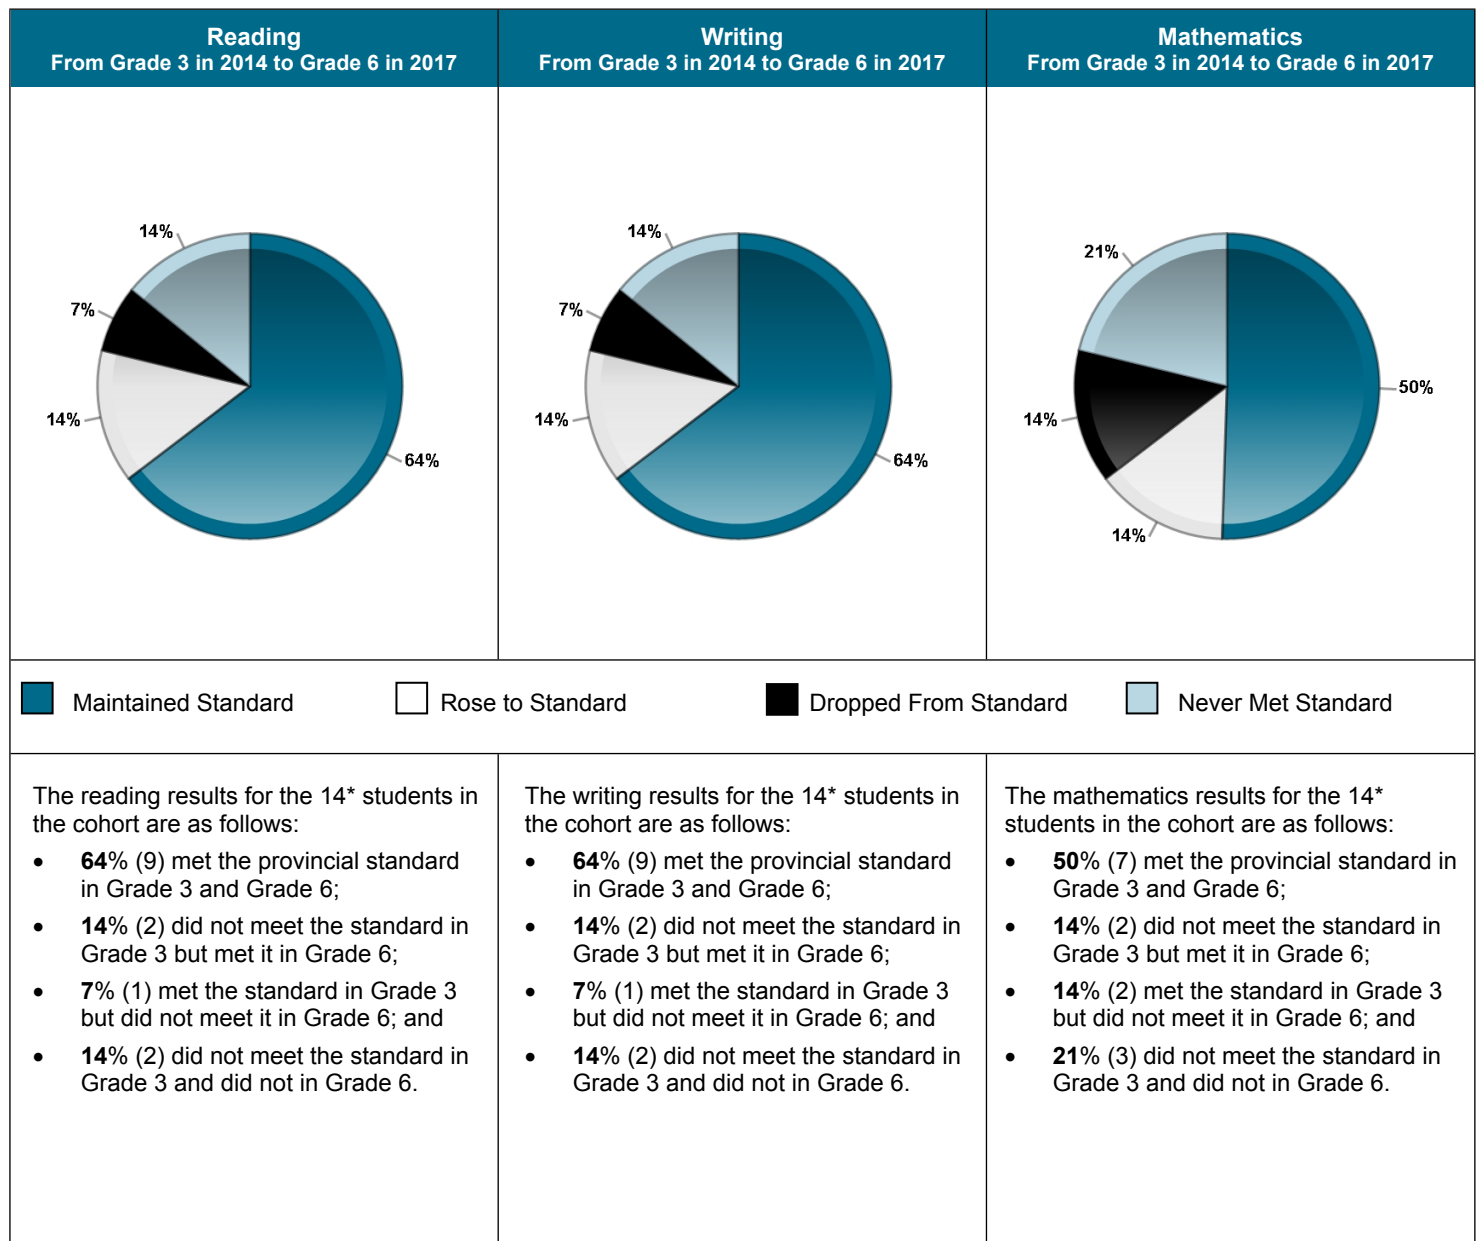 Reading
From Grade 3 in 2014 to Grade 6 in 2017
Writing
From Grade 3 in 2014 to Grade 6 in 2017
Mathematics
From Grade 3 in 2014 to Grade 6 in 2017
14%
7%
14%
64%
14%
7%
14%
64%
21%
14%
14%
50%
Maintained Standard
Rose to Standard
Dropped From Standard
Never Met Standard
The reading results for the 14* students in
the cohort are as follows:
• 64% (9) met the provincial standard
in Grade 3 and Grade 6;
• 14% (2) did not meet the standard in
Grade 3 but met it in Grade 6;
• 7% (1) met the standard in Grade 3
but did not meet it in Grade 6; and
• 14% (2) did not meet the standard in
Grade 3 and did not in Grade 6.
The writing results for the 14* students in
the cohort are as follows:
• 64% (9) met the provincial standard
in Grade 3 and Grade 6;
• 14% (2) did not meet the standard in
Grade 3 but met it in Grade 6;
• 7% (1) met the standard in Grade 3
but did not meet it in Grade 6; and
• 14% (2) did not meet the standard in
Grade 3 and did not in Grade 6.
The mathematics results for the 14*
students in the cohort are as follows:
• 50% (7) met the provincial standard in
Grade 3 and Grade 6;
• 14% (2) did not meet the standard in
Grade 3 but met it in Grade 6;
• 14% (2) met the standard in Grade 3
but did not meet it in Grade 6; and
• 21% (3) did not meet the standard in
Grade 3 and did not in Grade 6.